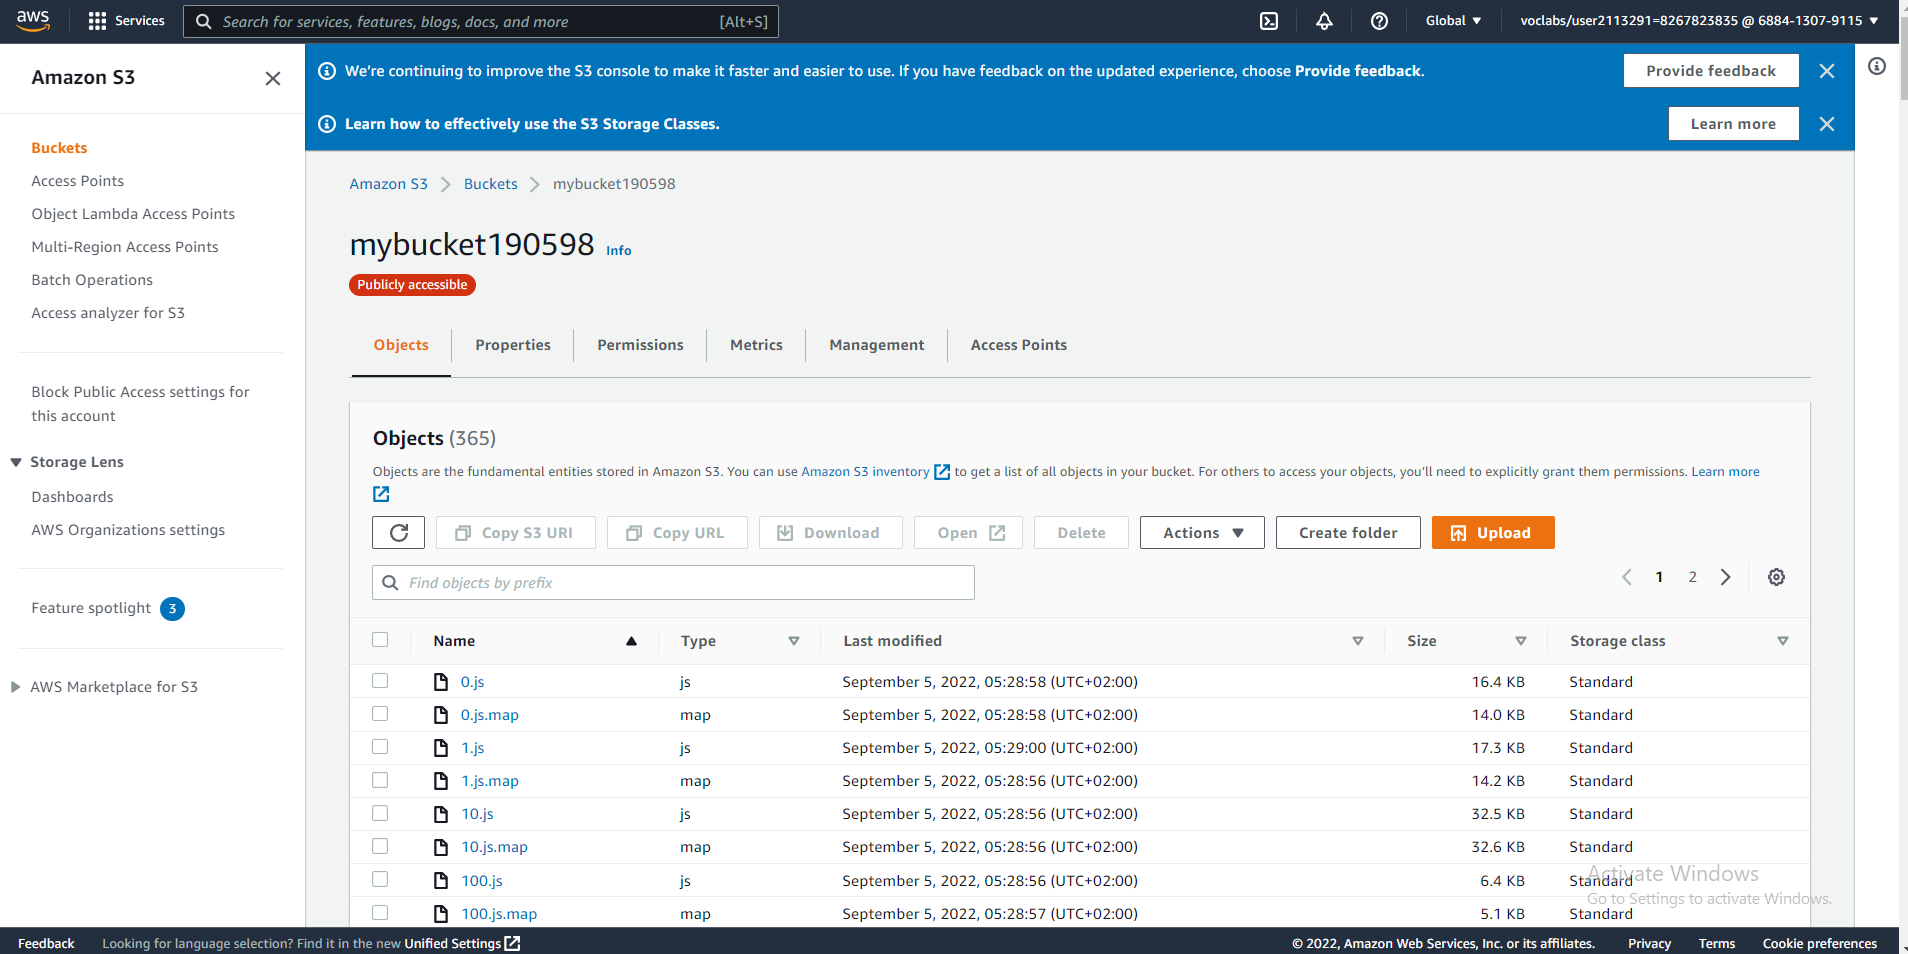 aws
Services
Search for services, features, blogs, docs, and more [Alt+S]
Global
voclabs/user2113291=8267823835 @ 6884-1307-9115
Amazon S3
Buckets
Access Points
Object Lambda Access Points
Multi-Region Access Points
Batch Operations
Access analyzer for S3
Block Public Access settings for
this account
Storage Lens
Dashboards
AWS Organizations settings
Feature spotlight 3
AWS Marketplace for S3
We're continuing to improve the S3 console to make it faster and easier to use. If you have feedback on the updated experience, choose Provide feedback.
Provide feedback
Learn how to effectively use the S3 Storage Classes.
Learn more
Amazon S3 Buckets mybucket190598
mybucket190598 Info
Publicly accessible
Objects Properties Permissions Metrics Management Access Points
Objects (365)
Objects are the fundamental entities stored in Amazon S3. You can use Amazon S3 inventory to get a list of all objects in your bucket. For others to access your objects, you'll need to explicitly grant them permissions. Learn more
Copy S3 URI Copy URL Download Open Delete Actions Create folder Upload
Find objects by prefix
1 2
Name Type Last modified Size Storage class
0.js js September 5, 2022, 05:28:58 (UTC+02:00) 16.4 KB Standard
0.js.map map September 5, 2022, 05:28:58 (UTC+02:00) 14.0 KB Standard
1.js js September 5, 2022, 05:29:00 (UTC+02:00) 17.3 KB Standard
1.js.map map September 5, 2022, 05:28:56 (UTC+02:00) 14.2 KB Standard
10.js js September 5, 2022, 05:28:56 (UTC+02:00) 32.5 KB Standard
10.js.map map September 5, 2022, 05:28:56 (UTC+02:00) 32.6 KB Standard
100.js js September 5, 2022, 05:28:56 (UTC+02:00) 6.4 KB Standard
100.js.map map September 5, 2022, 05:28:57 (UTC+02:00) 5.1 KB Standard
Activate Windows
Go to Settings to activate Windows.
Feedback Looking for language selection? Find it in the new Unified Settings
© 2022, Amazon Web Services, Inc. or its affiliates. Privacy Terms Cookie preferences